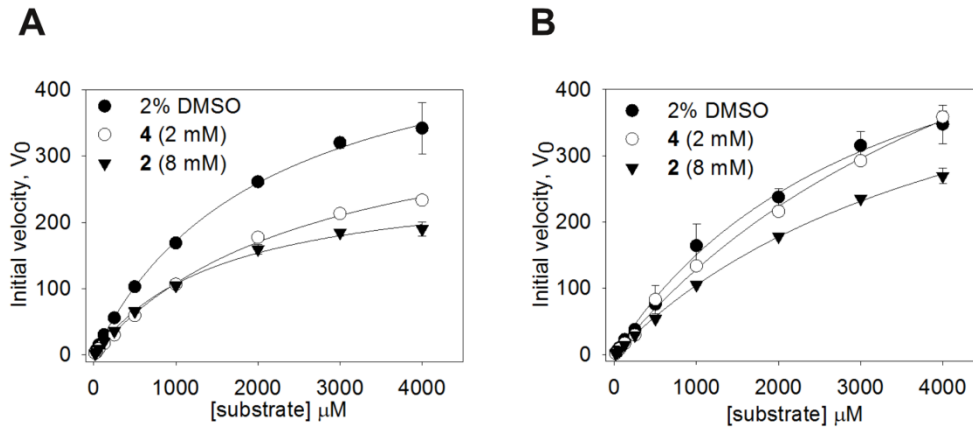 A
Initial velocity, V0
400
300
200
100
0
2% DMSO
4 (2 mM)
2 (8 mM)
0 1000 2000 3000 4000
[substrate] μM
B
Initial velocity, V0
400
300
200
100
0
2% DMSO
4 (2 mM)
2 (8 mM)
0 1000 2000 3000 4000
[substrate] μM